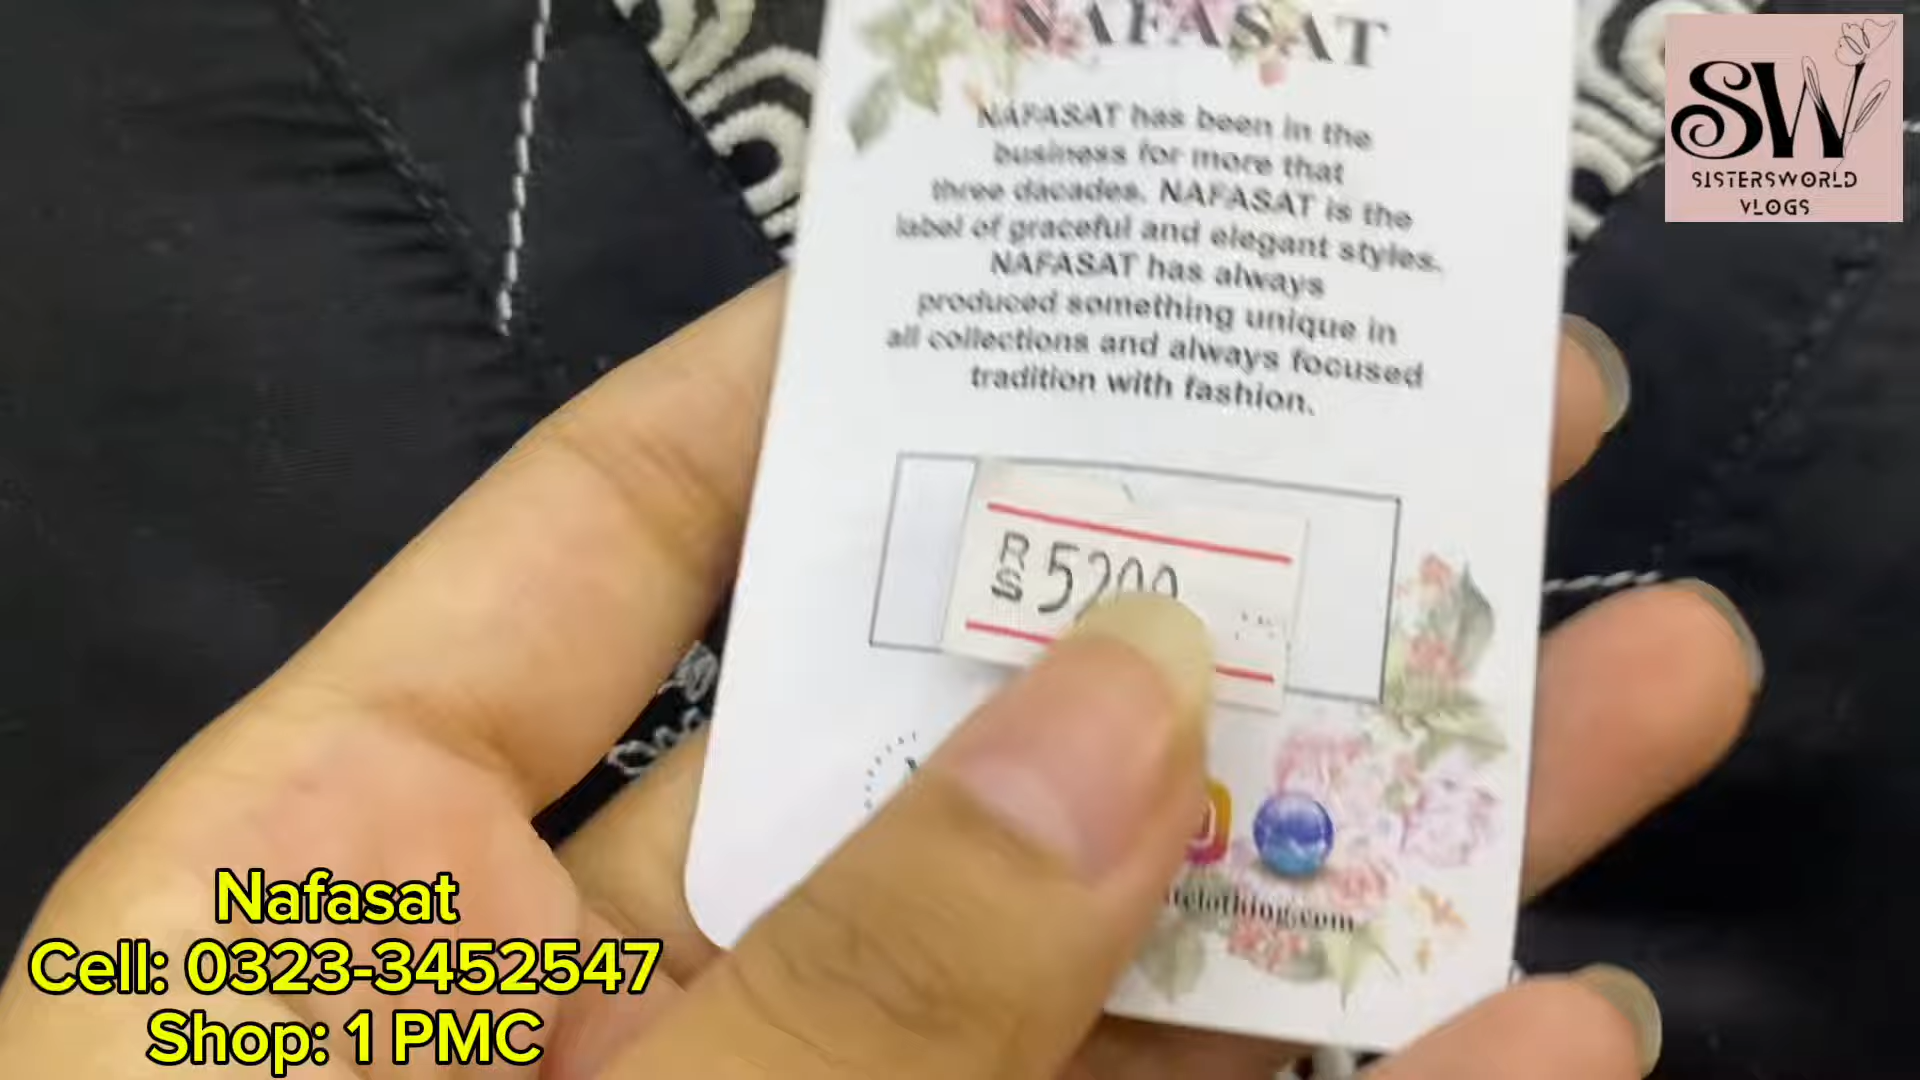 NAFASAT
SW
SISTERSWORLD
VLOGS
NAFASAT has been in the
business for more that
three dacades. NAFASAT is the
label of graceful and elegant styles.
NAFASAT has always
produced something unique in
all collections and always focused
tradition with fashion.
RS 5200
Nafasat
Cell: 0323-3452547
Shop: 1 PMC